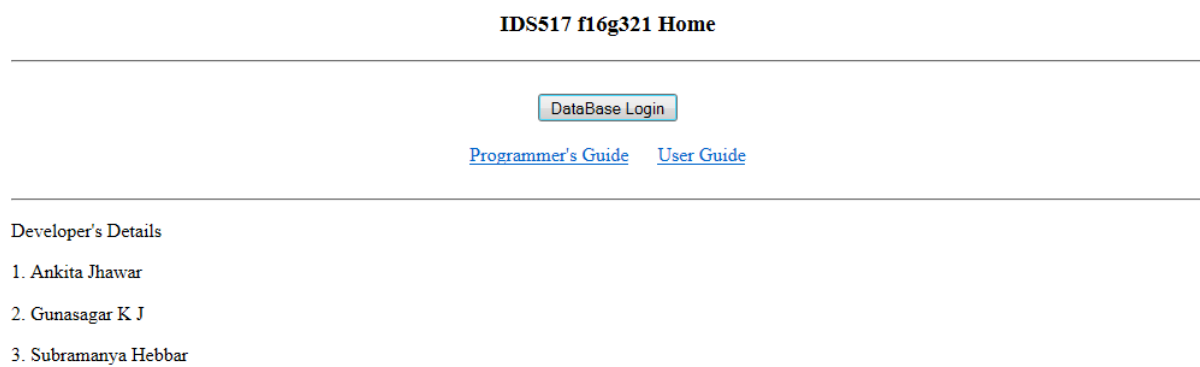 IDS517 f16g321 Home
DataBase Login
Programmer's Guide User Guide
Developer's Details
1. Ankita Jhawar
2. Gunasagar K J
3. Subramanya Hebbar